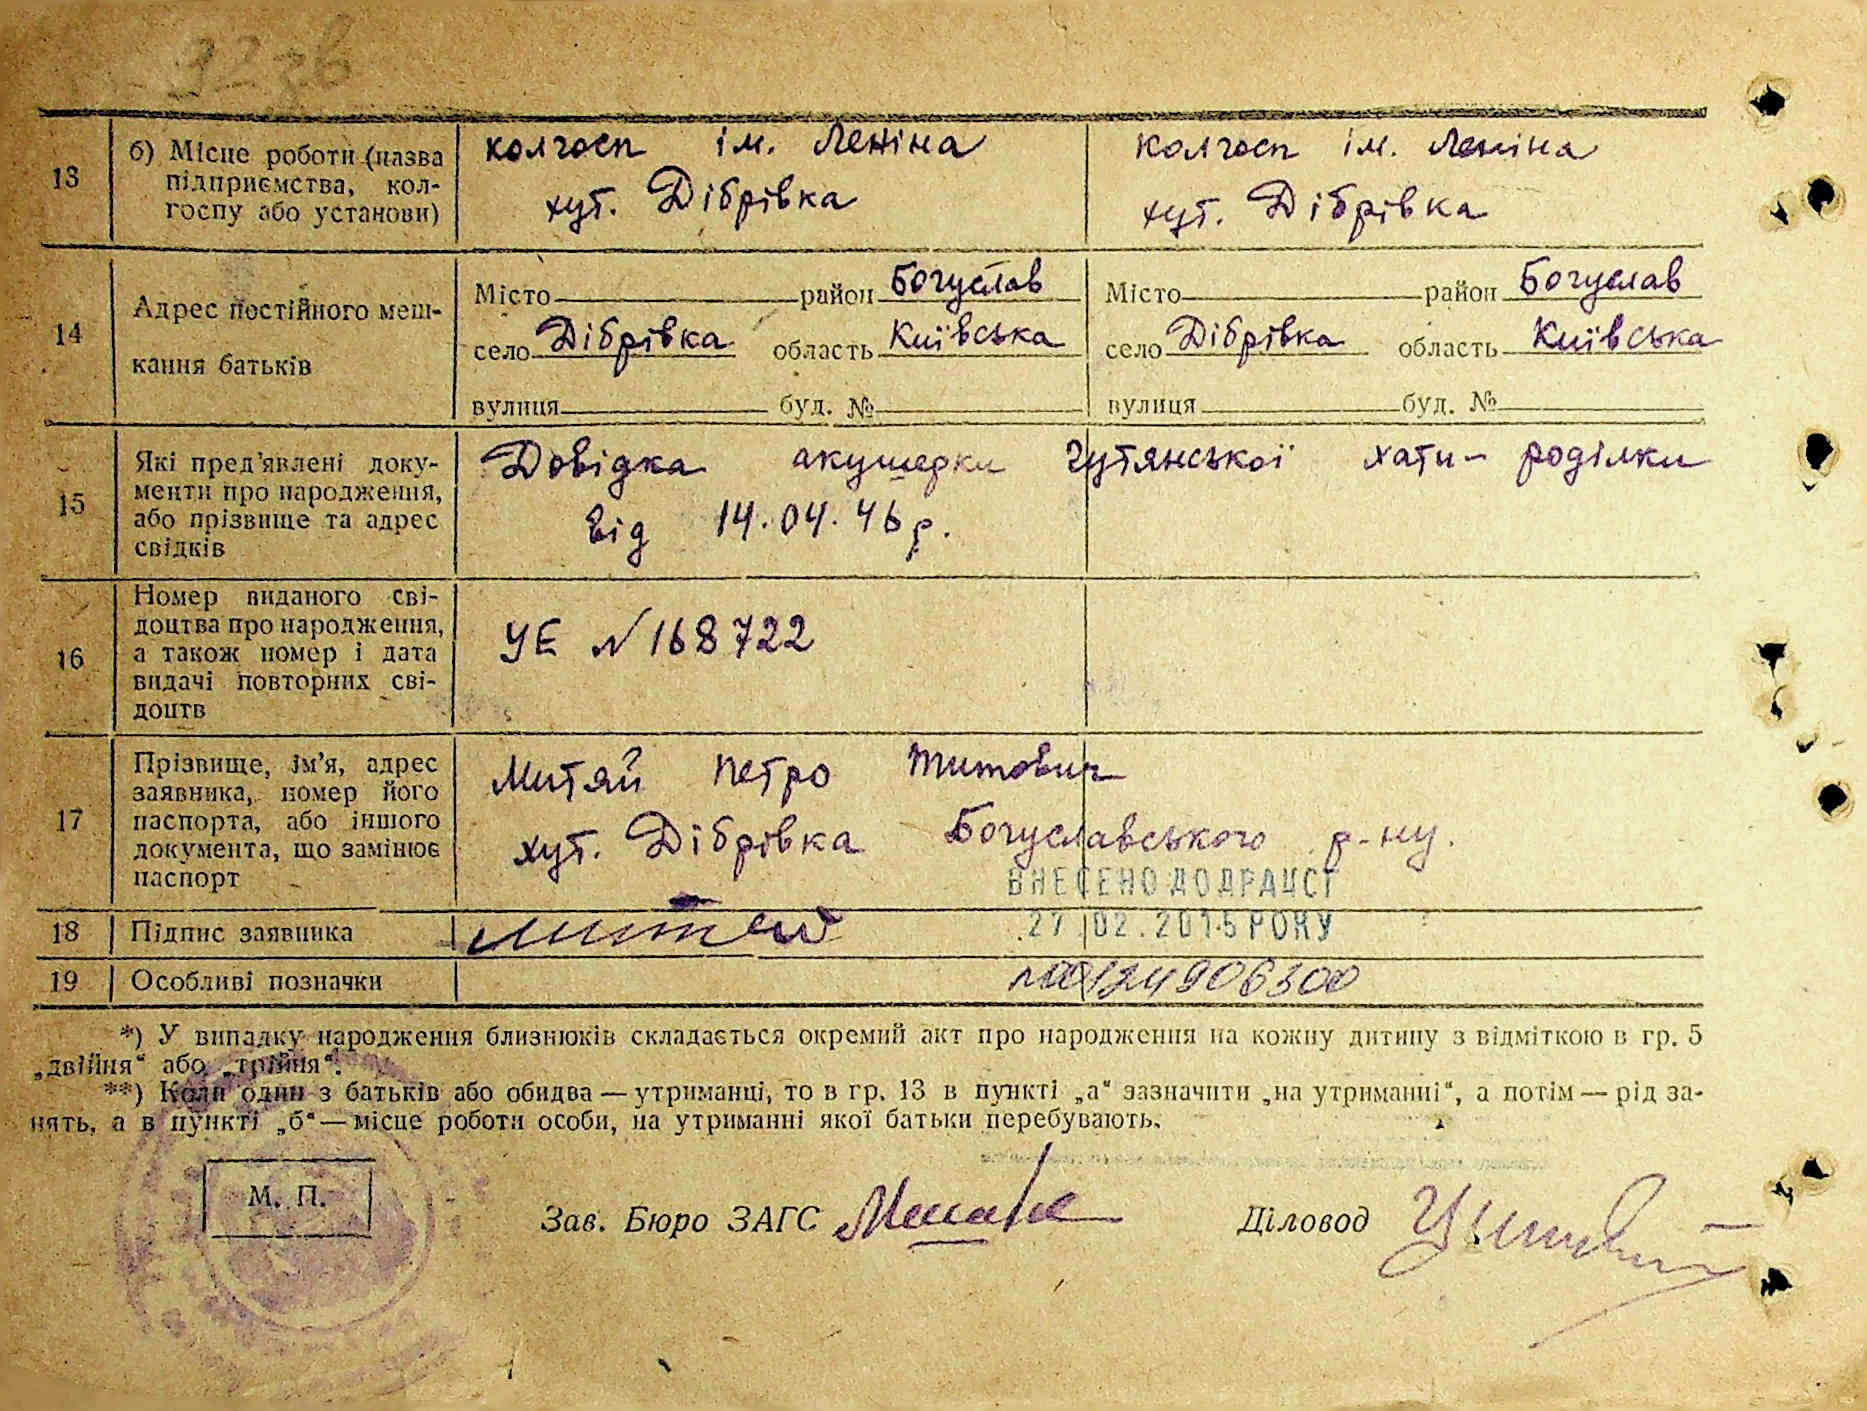 13
б) Місце роботи (назва
підприємства, кол-
госпу або установи)
колгосп ім. Леніна
хут. Дібрівка
колгосп ім. Леніна
хут. Дібрівка
14
Адрес постійного меш-
кання батьків
Місто район Богуслав
село Дібрівка область Київська
вулиця буд. №
Місто район Богуслав
село Дібрівка область Київська
вулиця буд. №
15
Які пред'явлені доку-
менти про народження,
або прізвище та адрес
свідків
Довідка акушерки Гутянської хати-роділки
від 14.04.46 р.
16
Номер виданого сві-
доцтва про народження,
а також номер і дата
видачі повторних сві-
доцтв
УЕ № 168722
17
Прізвище, ім'я, адрес
заявника, номер його
паспорта, або іншого
документа, що замінює
паспорт
Митяй Петро Титович
хут. Дібрівка Богуславського р-ну.
ВНЕСЕНО ДО ДРАЦСГ
27.02.2015 РОКУ
18
Підпис заявника
Митяй
19
Особливі позначки
№00124906300
*) У випадку народження близнюків складається окремий акт про народження на кожну дитину з відміткою в гр. 5
„двійня“ або „трійня“.
**) Коли один з батьків або обидва — утриманці, то в гр. 13 в пункті „а“ зазначити „на утриманні“, а потім — рід за-
нять, а в пункті „б“ — місце роботи особи, на утриманні якої батьки перебувають.
М. П.
Зав. Бюро ЗАГС
Діловод